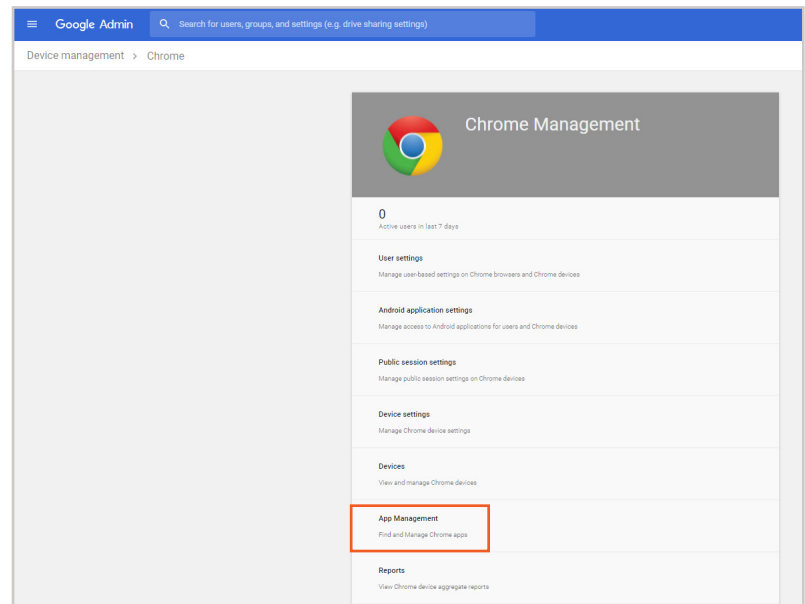 Google Admin
Search for users, groups, and settings (e.g. drive sharing settings)
Device management > Chrome
Chrome Management
0
Active users in last 7 days
User settings
Manage user-based settings on Chrome browsers and Chrome devices
Android application settings
Manage access to Android applications for users and Chrome devices
Public session settings
Manage public session settings on Chrome devices
Device settings
Manage Chrome device settings
Devices
View and manage Chrome devices
App Management
Find and Manage Chrome apps
Reports
View Chrome device aggregate reports